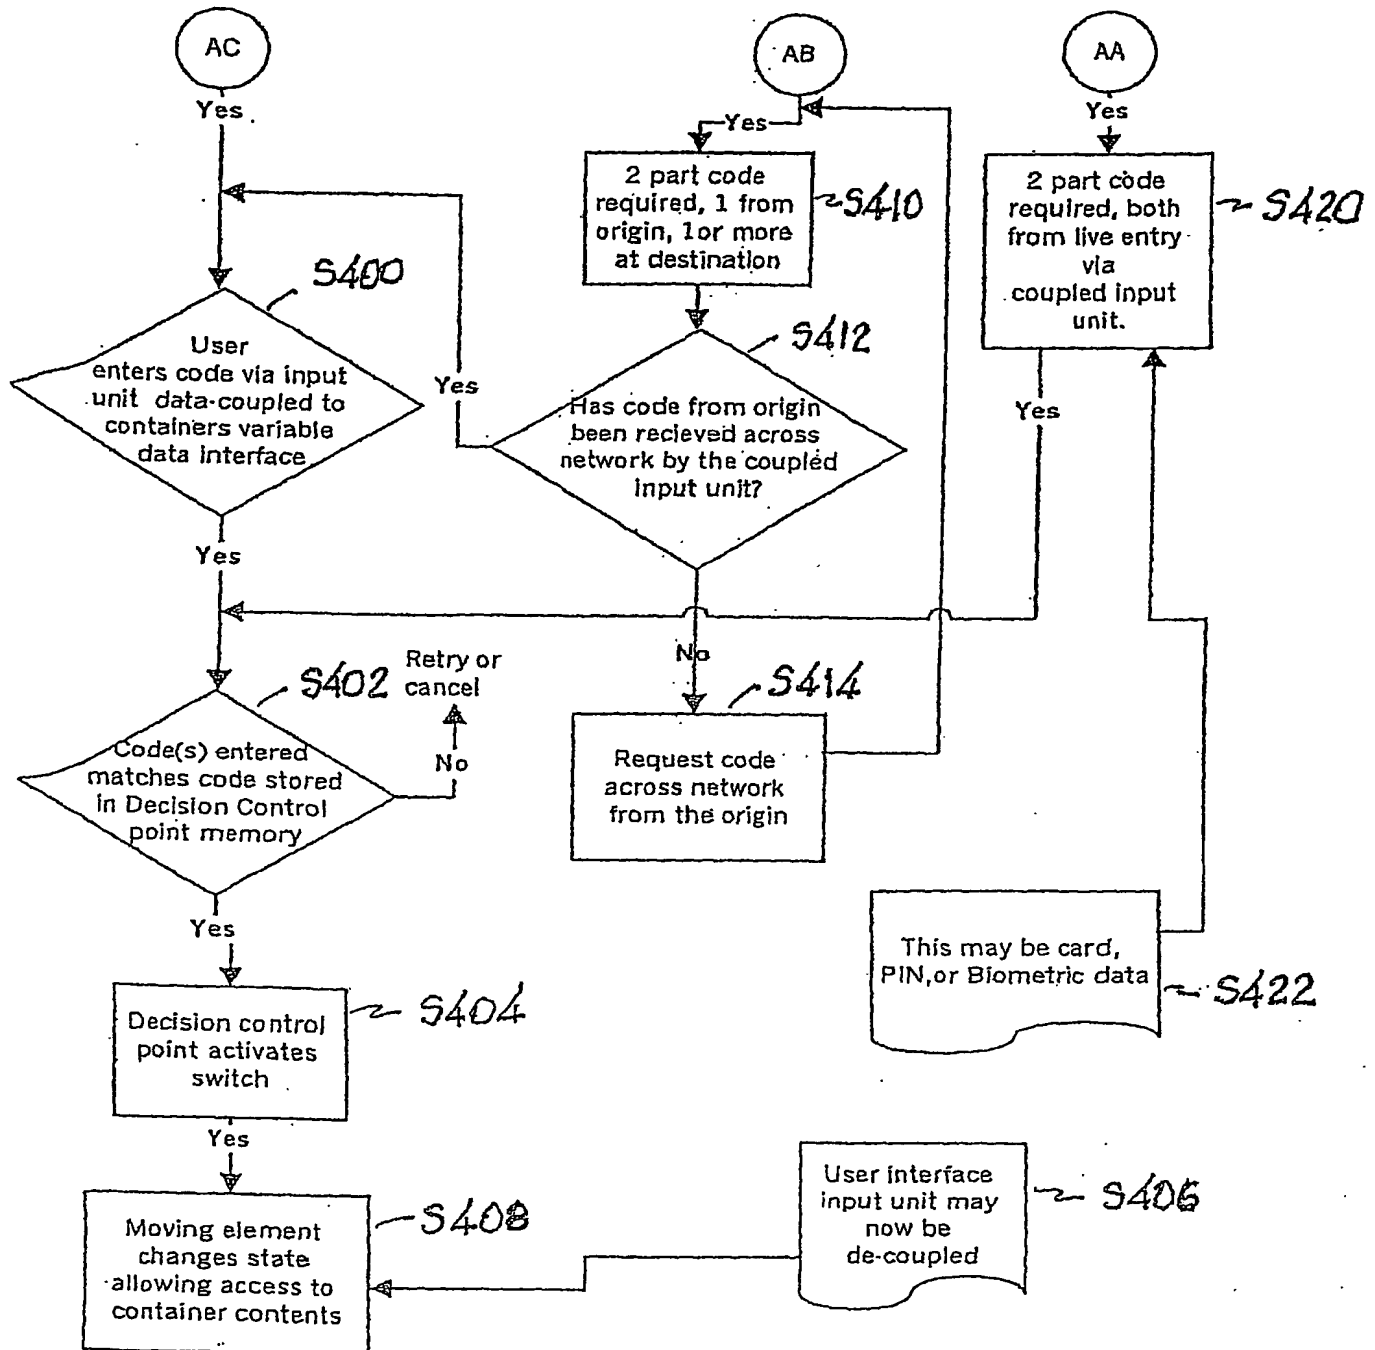 AC
Yes
S400
User
enters code via input
unit data-coupled to
containers variable
data interface
Yes
S402
Retry or
cancel
No
Code(s) entered
matches code stored
in Decision Control
point memory
Yes
S404
Decision control
point activates
switch
Yes
S408
Moving element
changes state
allowing access to
container contents
AB
Yes
2 part code
required, 1 from
origin, 1or more
at destination
S410
S412
Yes
Has code from origin
been recieved across
network by the coupled
input unit?
No
S414
Request code
across network
from the origin
AA
Yes
2 part code
required, both
from live entry
via
coupled input
unit.
S420
Yes
This may be card,
PIN,or Biometric data
S422
User interface
input unit may
now be
de-coupled
S406